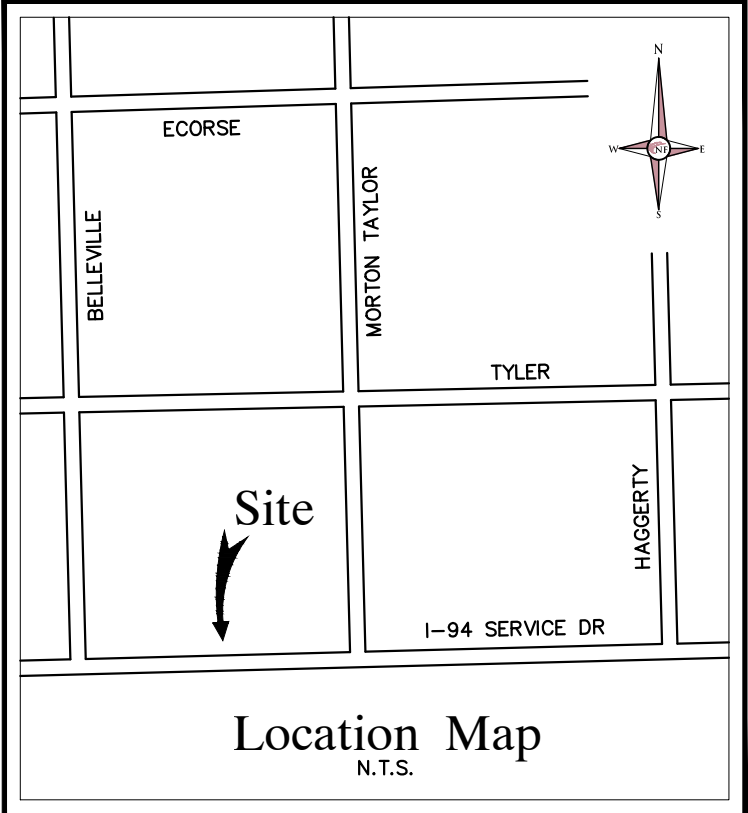 N
ECORSE
W NF E
MORTON TAYLOR
BELLEVILLE
S
TYLER
HAGGERTY
Site
I-94 SERVICE DR
Location Map
N.T.S.